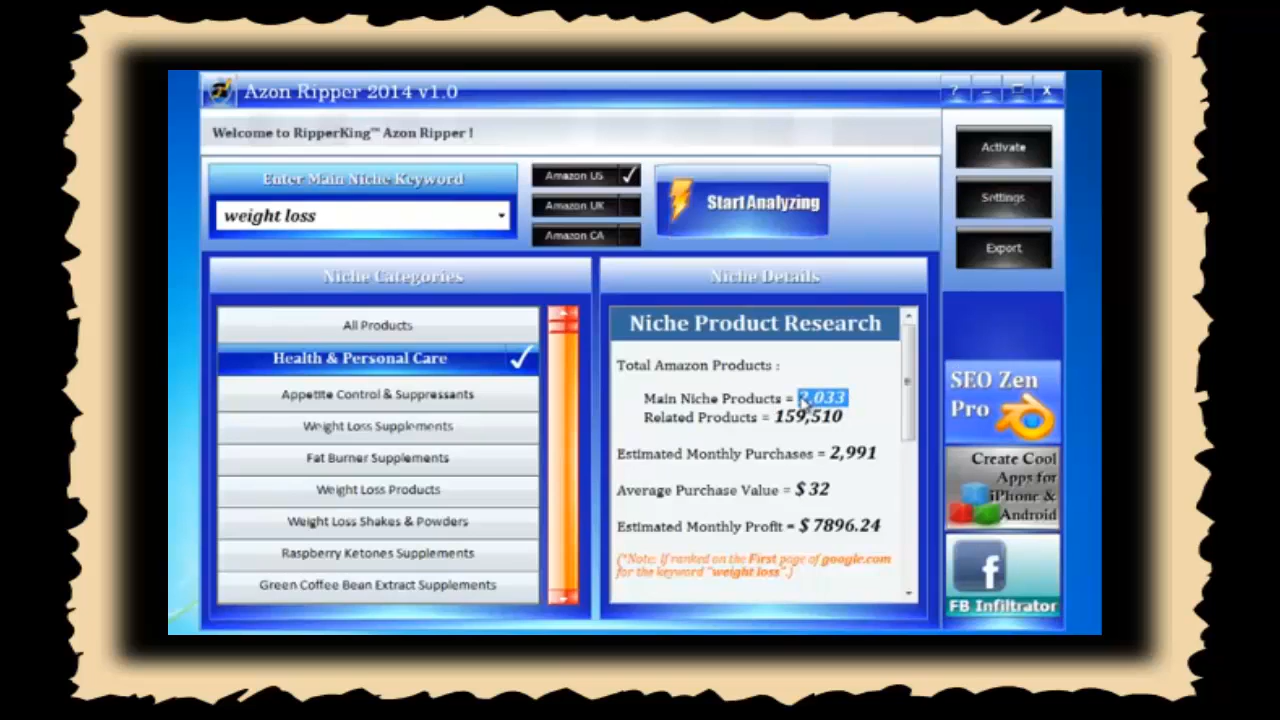 Azon Ripper 2014 v1.0
?
X
Welcome to RipperKing™ Azon Ripper !
Enter Main Niche Keyword
weight loss
Amazon US
Amazon UK
Amazon CA
Start Analyzing
Activate
Settings
Export
Niche Categories
All Products
Health & Personal Care
Appetite Control & Suppressants
Weight Loss Supplements
Fat Burner Supplements
Weight Loss Products
Weight Loss Shakes & Powders
Raspberry Ketones Supplements
Green Coffee Bean Extract Supplements
Niche Details
Niche Product Research
Total Amazon Products :
Main Niche Products =
Related Products = 159,510
Estimated Monthly Purchases = 2,991
Average Purchase Value = $ 32
Estimated Monthly Profit = $ 7896.24
(*Note: If ranked on the First page of google.com
for the keyword "weight loss".)
SEO Zen
Pro
Create Cool
Apps for
iPhone &
Android
f
FB Infiltrator